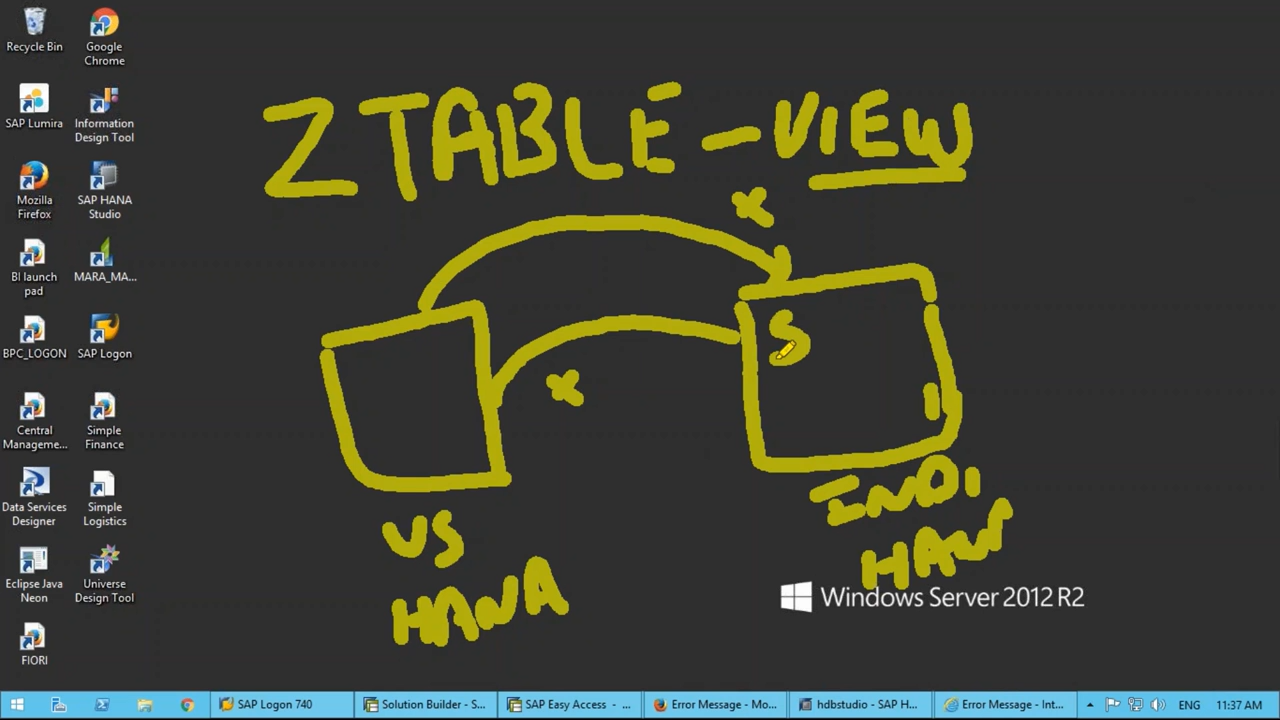 Recycle Bin
Google
Chrome
SAP Lumira
Information
Design Tool
Mozilla
Firefox
SAP HANA
Studio
BI launch
pad
MARA_MA...
BPC_LOGON
SAP Logon
Central
Manageme...
Simple
Finance
Data Services
Designer
Simple
Logistics
Eclipse Java
Neon
Universe
Design Tool
FIORI
Z TABLE - VIEW
X
X
S
US
HANA
INDI
HAN
Windows Server 2012 R2
SAP Logon 740
Solution Builder - S...
SAP Easy Access - ...
Error Message - Mo...
hdbstudio - SAP H...
Error Message - Int...
ENG
11:37 AM